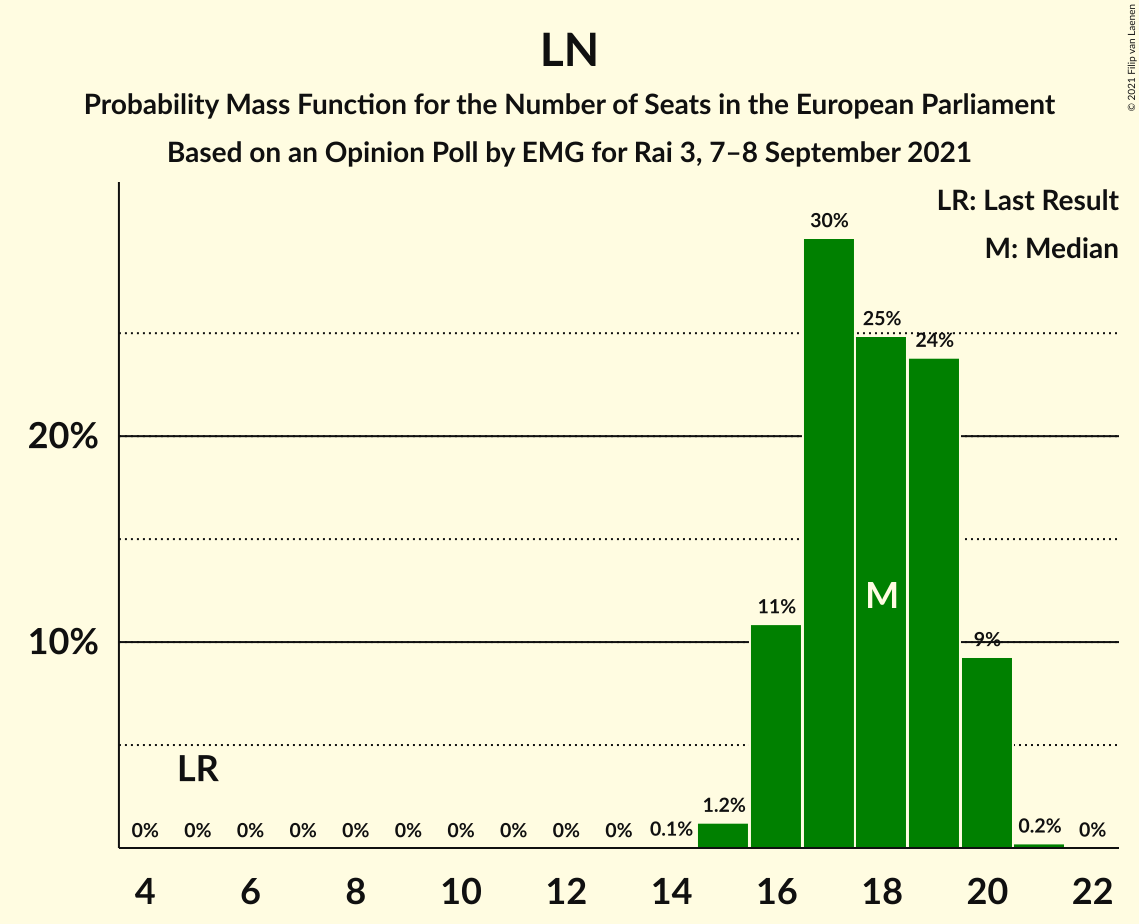 LN
Probability Mass Function for the Number of Seats in the European Parliament
Based on an Opinion Poll by EMG for Rai 3, 7–8 September 2021
© 2021 Filip van Laenen
LR: Last Result
M: Median
30%
25%
24%
20%
M
11%
10%
9%
LR
1.2%
0% 0% 0% 0% 0% 0% 0% 0% 0% 0% 0.1% 0.2% 0%
4 6 8 10 12 14 16 18 20 22